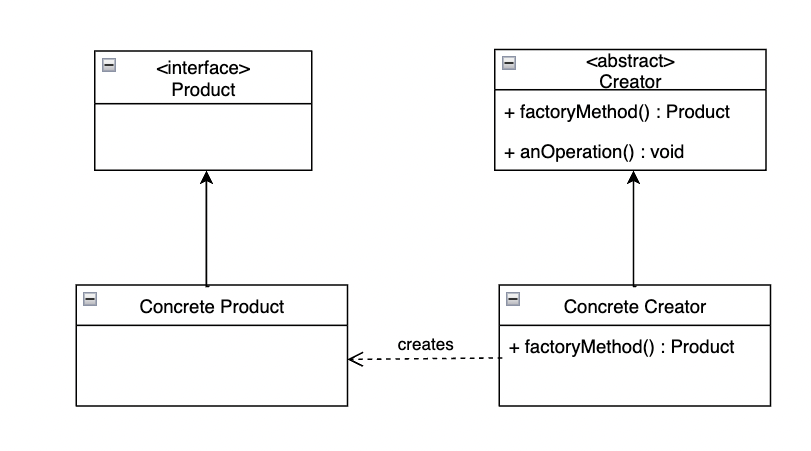 <interface>
Product
<abstract>
Creator
+ factoryMethod() : Product
+ anOperation() : void
Concrete Product
Concrete Creator
+ factoryMethod() : Product
creates